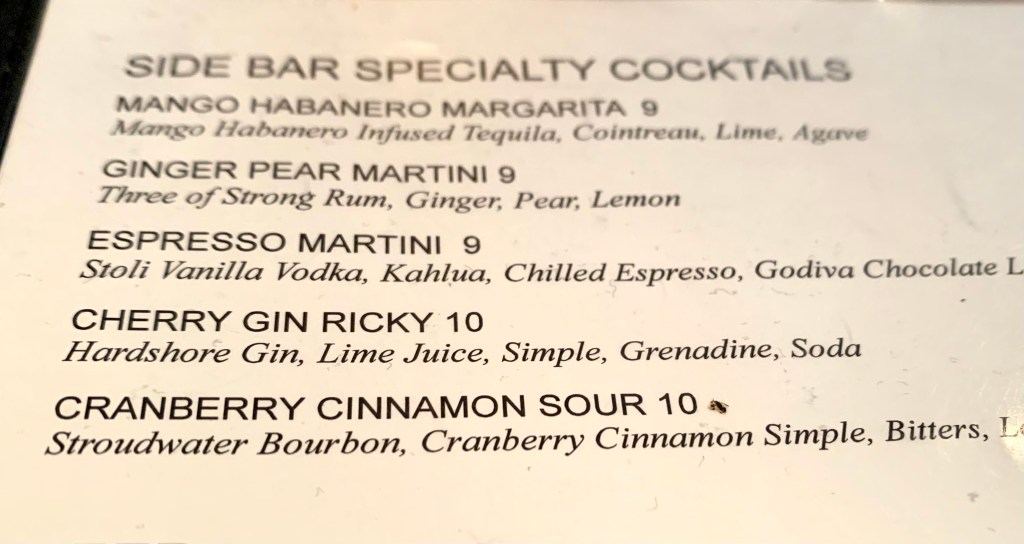 SIDE BAR SPECIALTY COCKTAILS
MANGO HABANERO MARGARITA 9
Mango Habanero Infused Tequila, Cointreau, Lime, Agave
GINGER PEAR MARTINI 9
Three of Strong Rum, Ginger, Pear, Lemon
ESPRESSO MARTINI 9
Stoli Vanilla Vodka, Kahlua, Chilled Espresso, Godiva Chocolate
CHERRY GIN RICKY 10
Hardshore Gin, Lime Juice, Simple, Grenadine, Soda
CRANBERRY CINNAMON SOUR 10
Stroudwater Bourbon, Cranberry Cinnamon Simple, Bitters,